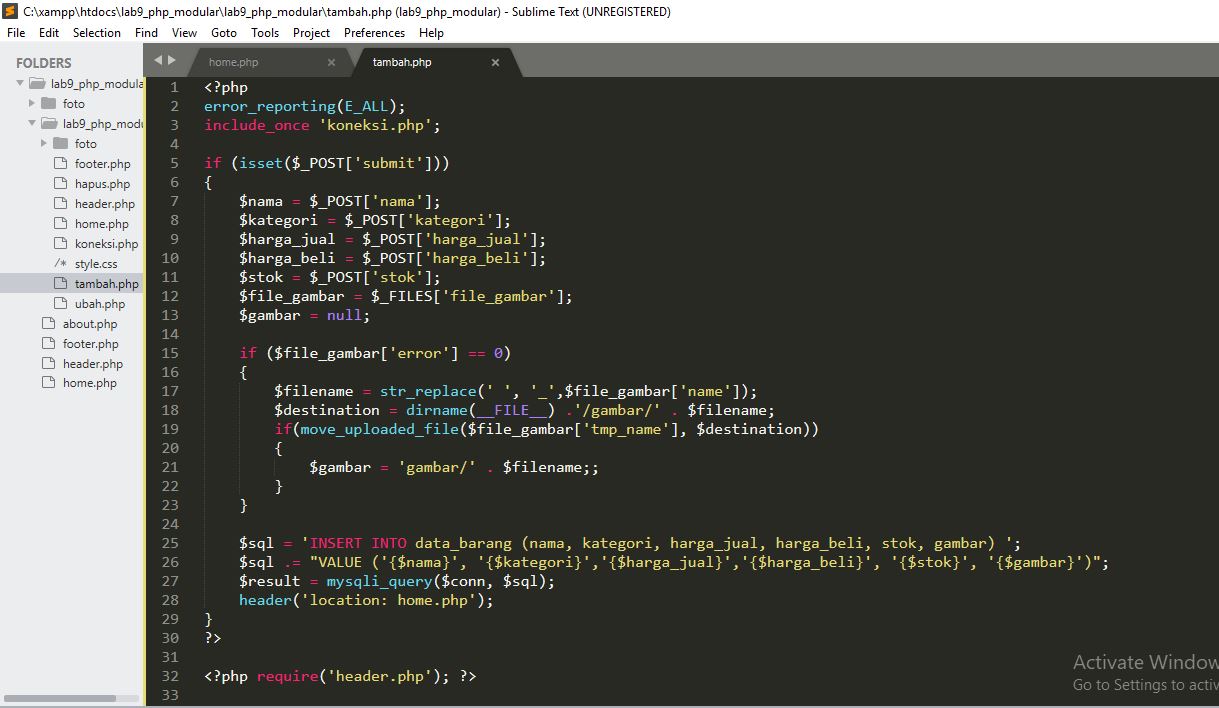 C:\xampp\htdocs\lab9_php_modular\lab9_php_modular\tambah.php (lab9_php_modular) - Sublime Text (UNREGISTERED)
File Edit Selection Find View Goto Tools Project Preferences Help
FOLDERS
lab9_php_modula
foto
lab9_php_mod
foto
footer.php
hapus.php
header.php
home.php
koneksi.php
/* style.css
tambah.php
ubah.php
about.php
footer.php
header.php
home.php
home.php × tambah.php ×
1 <?php
2 error_reporting(E_ALL);
3 include_once 'koneksi.php';
4
5 if (isset($_POST['submit']))
6 {
7     $nama = $_POST['nama'];
8     $kategori = $_POST['kategori'];
9     $harga_jual = $_POST['harga_jual'];
10     $harga_beli = $_POST['harga_beli'];
11     $stok = $_POST['stok'];
12     $file_gambar = $_FILES['file_gambar'];
13     $gambar = null;
14
15     if ($file_gambar['error'] == 0)
16     {
17         $filename = str_replace(' ', '_',$file_gambar['name']);
18         $destination = dirname(__FILE__) .'/gambar/' . $filename;
19         if(move_uploaded_file($file_gambar['tmp_name'], $destination))
20         {
21             $gambar = 'gambar/' . $filename;;
22         }
23     }
24
25     $sql = 'INSERT INTO data_barang (nama, kategori, harga_jual, harga_beli, stok, gambar) ';
26     $sql .= "VALUE ('{$nama}', '{$kategori}','{$harga_jual}','{$harga_beli}', '{$stok}', '{$gambar}')";
27     $result = mysqli_query($conn, $sql);
28     header('location: home.php');
29 }
30 ?>
31
32 <?php require('header.php'); ?>
33
Activate Window
Go to Settings to activ